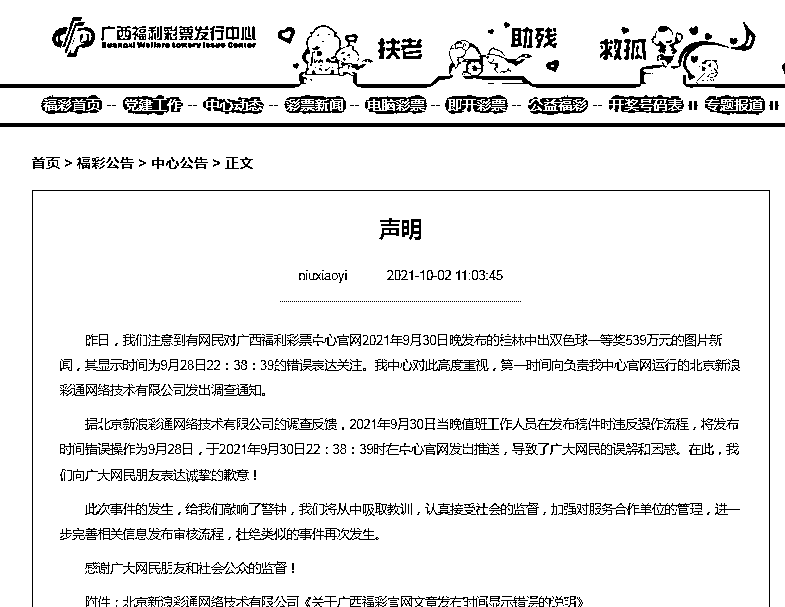 广西福利彩票发行中心
Guangxi Welfare Lottery Issue Center
扶老
助残
救孤
福彩首页 -- 党建工作 -- 中心动态 -- 彩票新闻 -- 电脑彩票 -- 即开彩票 -- 公益福彩 -- 开奖号码表 专题报道
首页 > 福彩公告 > 中心公告 > 正文
声明
niuxiaoyi 2021-10-02 11:03:45
昨日，我们注意到有网民对广西福利彩票中心官网2021年9月30日晚发布的桂林中出双色球一等奖539万元的图片新
闻，其显示时间为9月28日22：38：39的错误表达关注。我中心对此高度重视，第一时间向负责我中心官网运行的北京新浪
彩通网络技术有限公司发出调查通知。
据北京新浪彩通网络技术有限公司的调查反馈，2021年9月30日当晚值班工作人员在发布稿件时违反操作流程，将发布
时间错误操作为9月28日，于2021年9月30日22：38：39时在中心官网发出推送，导致了广大网民的误解和困惑。在此，我
们向广大网民朋友表达诚挚的歉意！
此次事件的发生，给我们敲响了警钟，我们将从中吸取教训，认真接受社会的监督，加强对服务合作单位的管理，进一
步完善相关信息发布审核流程，杜绝类似的事件再次发生。
感谢广大网民朋友和社会公众的监督！
附件：北京新浪彩通网络技术有限公司《关于广西福彩官网文章发布时间显示错误的说明》